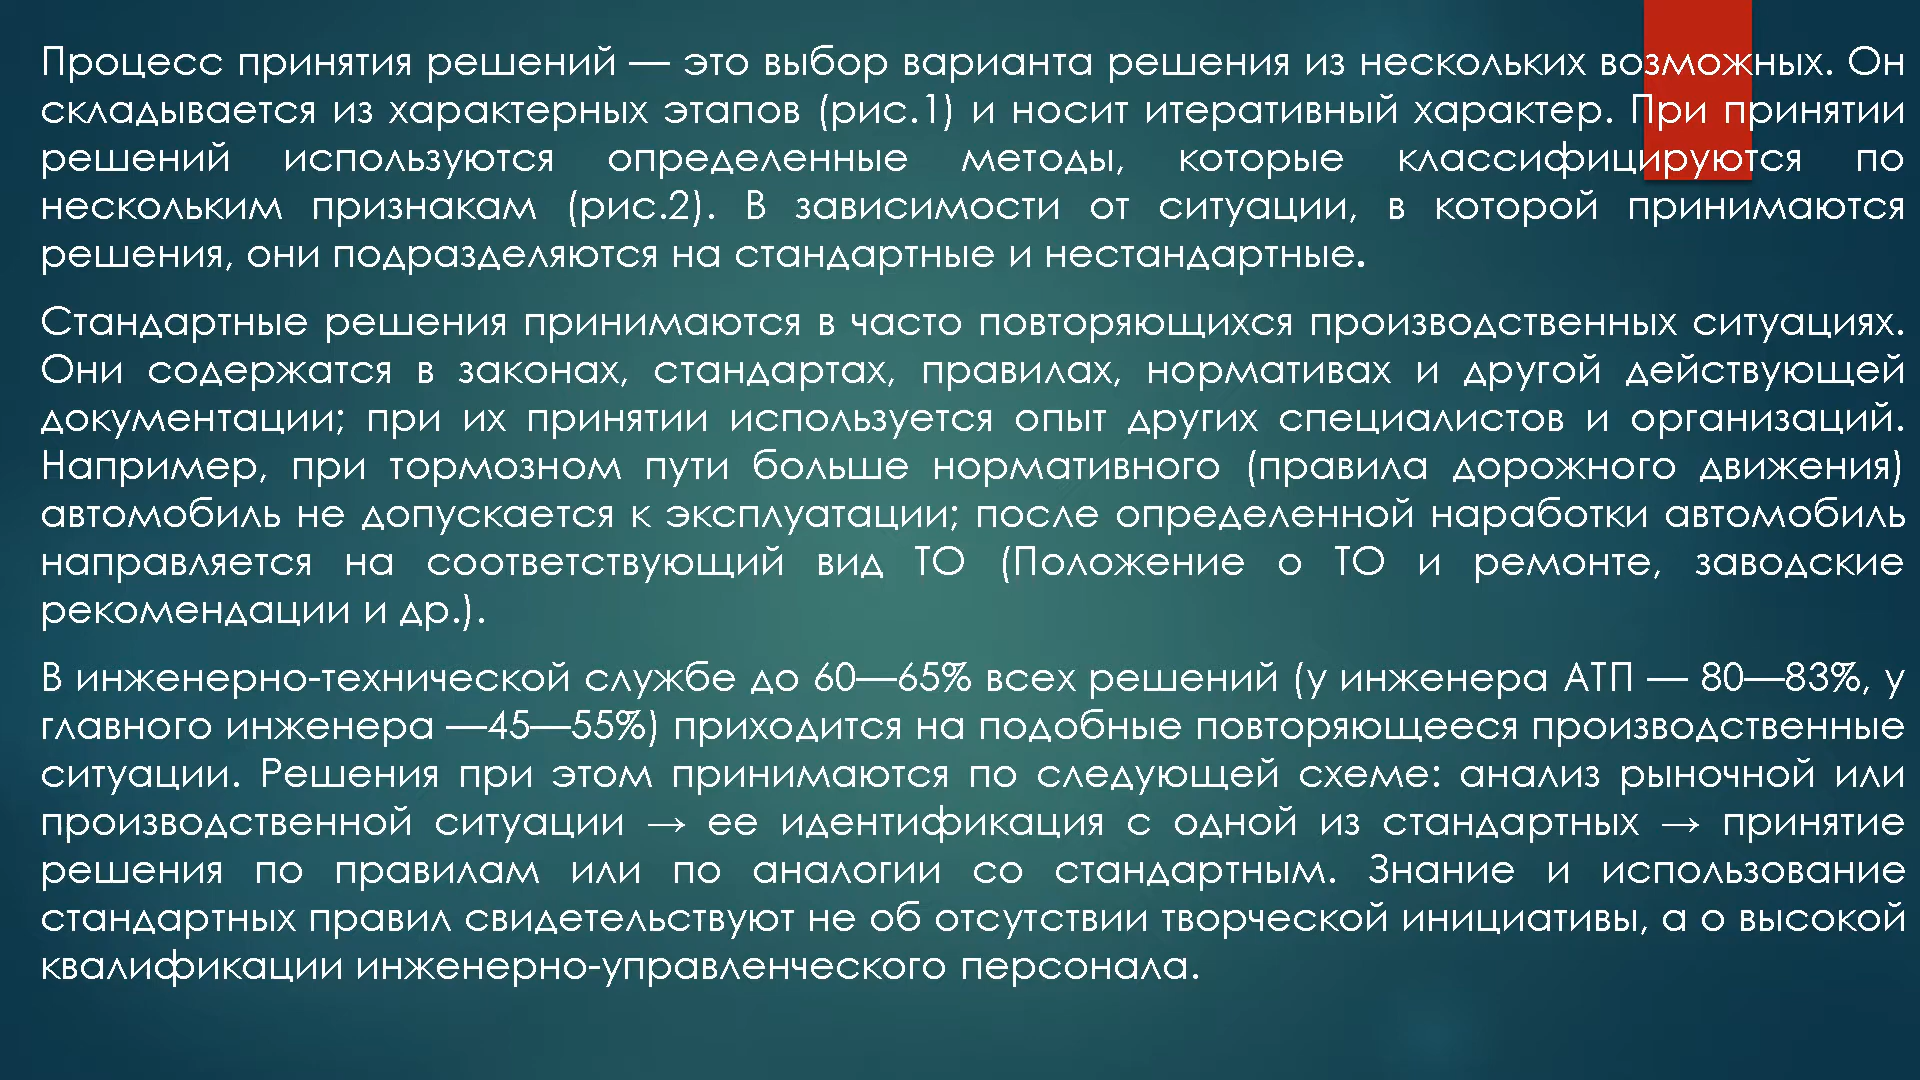 Процесс принятия решений — это выбор варианта решения из нескольких возможных. Он
складывается из характерных этапов (рис.1) и носит итеративный характер. При принятии
решений используются определенные методы, которые классифицируются по
нескольким признакам (рис.2). В зависимости от ситуации, в которой принимаются
решения, они подразделяются на стандартные и нестандартные.
Стандартные решения принимаются в часто повторяющихся производственных ситуациях.
Они содержатся в законах, стандартах, правилах, нормативах и другой действующей
документации; при их принятии используется опыт других специалистов и организаций.
Например, при тормозном пути больше нормативного (правила дорожного движения)
автомобиль не допускается к эксплуатации; после определенной наработки автомобиль
направляется на соответствующий вид ТО (Положение о ТО и ремонте, заводские
рекомендации и др.).
В инженерно-технической службе до 60—65% всех решений (у инженера АТП — 80—83%, у
главного инженера —45—55%) приходится на подобные повторяющееся производственные
ситуации. Решения при этом принимаются по следующей схеме: анализ рыночной или
производственной ситуации → ее идентификация с одной из стандартных → принятие
решения по правилам или по аналогии со стандартным. Знание и использование
стандартных правил свидетельствуют не об отсутствии творческой инициативы, а о высокой
квалификации инженерно-управленческого персонала.